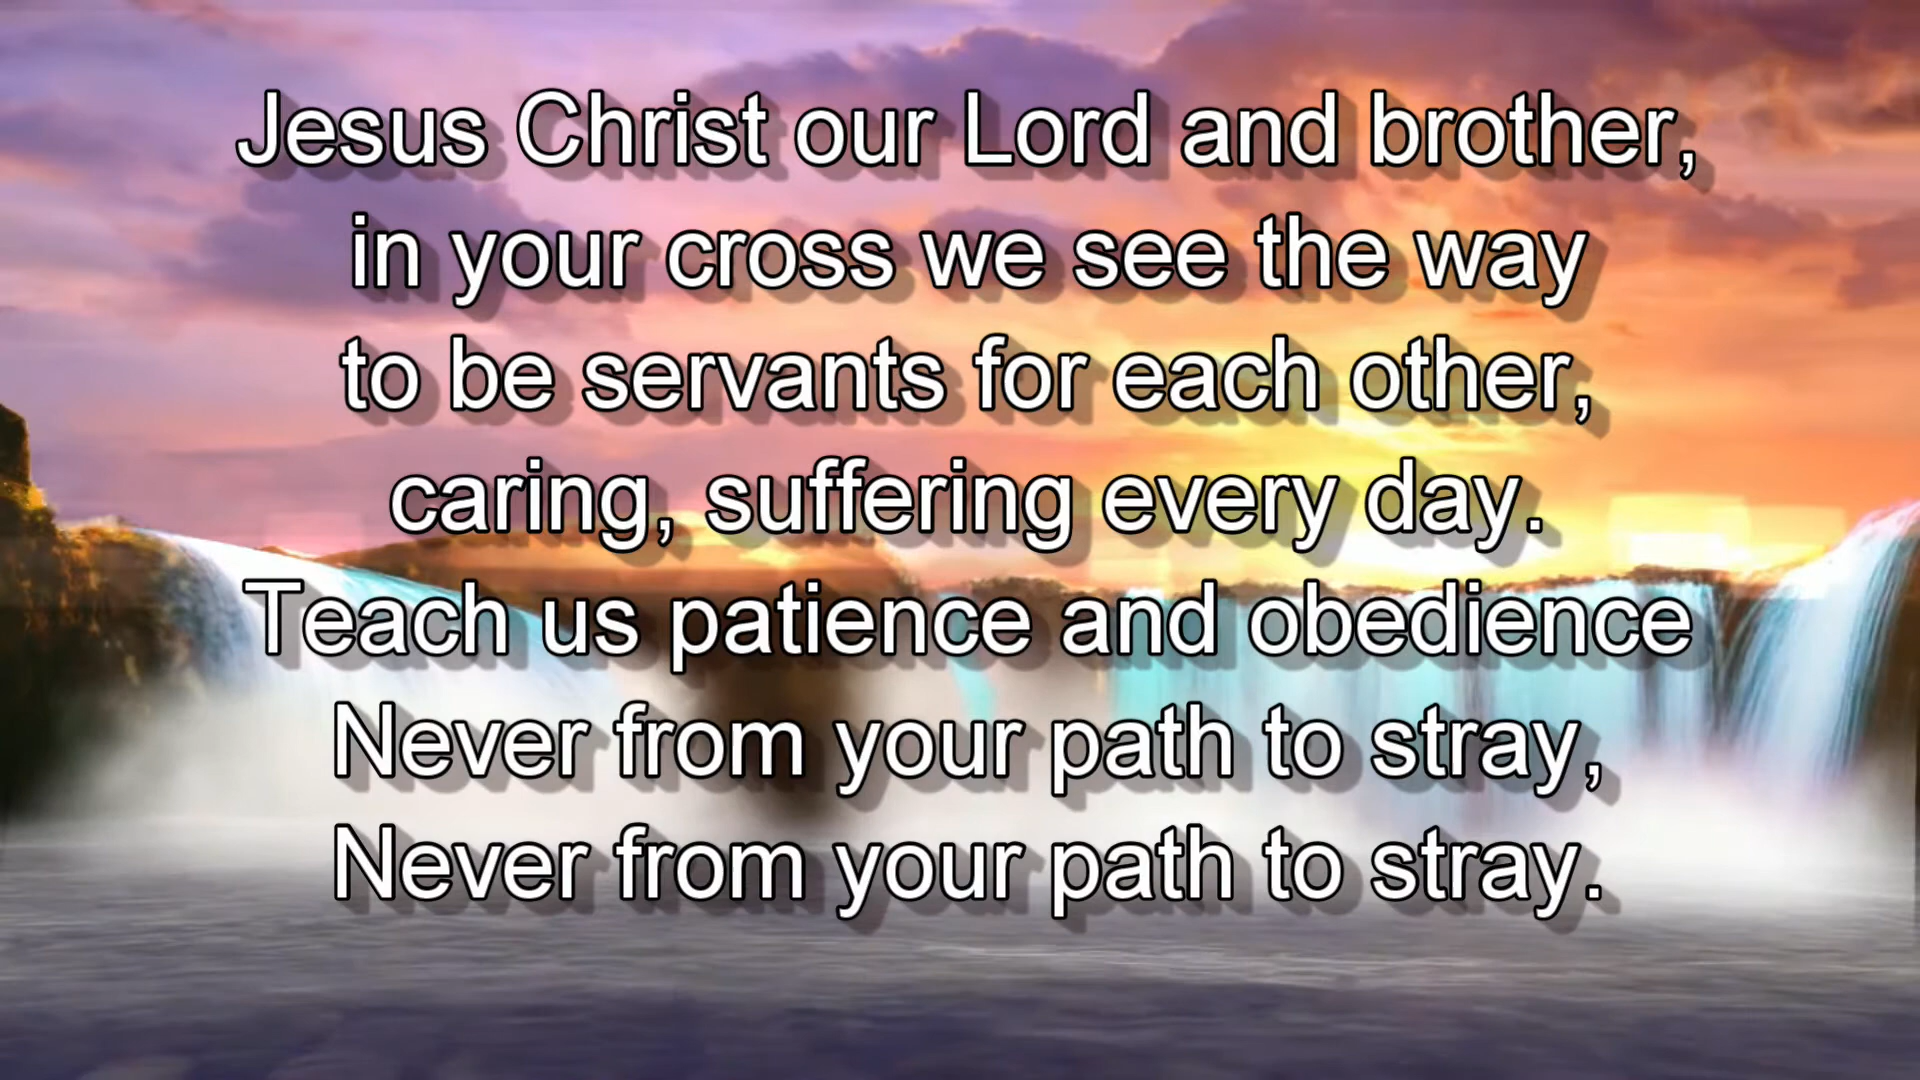 Jesus Christ our Lord and brother,
in your cross we see the way
to be servants for each other,
caring, suffering every day.
Teach us patience and obedience
Never from your path to stray,
Never from your path to stray.